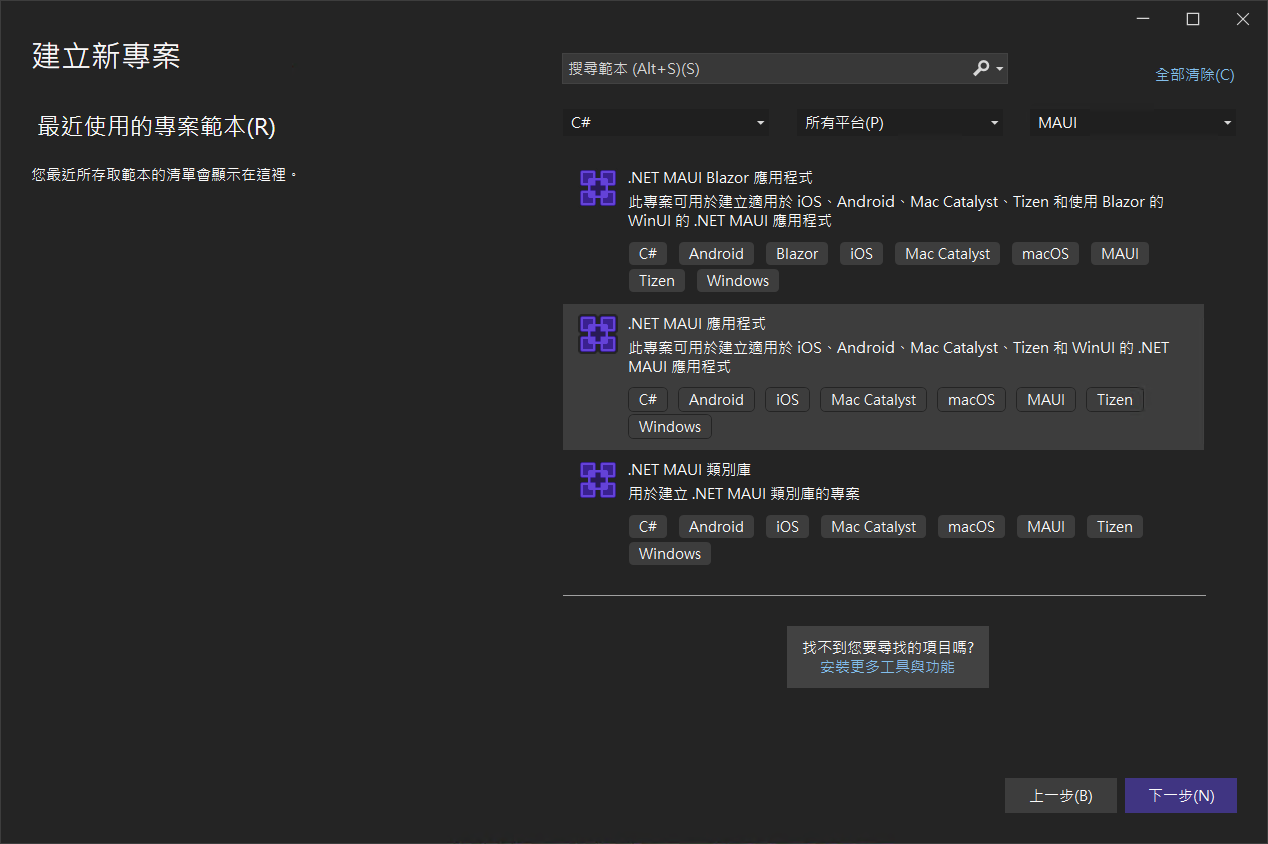 建立新專案
搜尋範本 (Alt+S)(S)
全部清除(C)
最近使用的專案範本(R)
您最近所存取範本的清單會顯示在這裡。
C#
所有平台(P)
MAUI
.NET MAUI Blazor 應用程式
此專案可用於建立適用於 iOS、Android、Mac Catalyst、Tizen 和使用 Blazor 的
WinUI 的 .NET MAUI 應用程式
C# Android Blazor iOS Mac Catalyst macOS MAUI
Tizen Windows
.NET MAUI 應用程式
此專案可用於建立適用於 iOS、Android、Mac Catalyst、Tizen 和 WinUI 的 .NET
MAUI 應用程式
C# Android iOS Mac Catalyst macOS MAUI Tizen
Windows
.NET MAUI 類別庫
用於建立 .NET MAUI 類別庫的專案
C# Android iOS Mac Catalyst macOS MAUI Tizen
Windows
找不到您要尋找的項目嗎?
安裝更多工具與功能
上一步(B)
下一步(N)